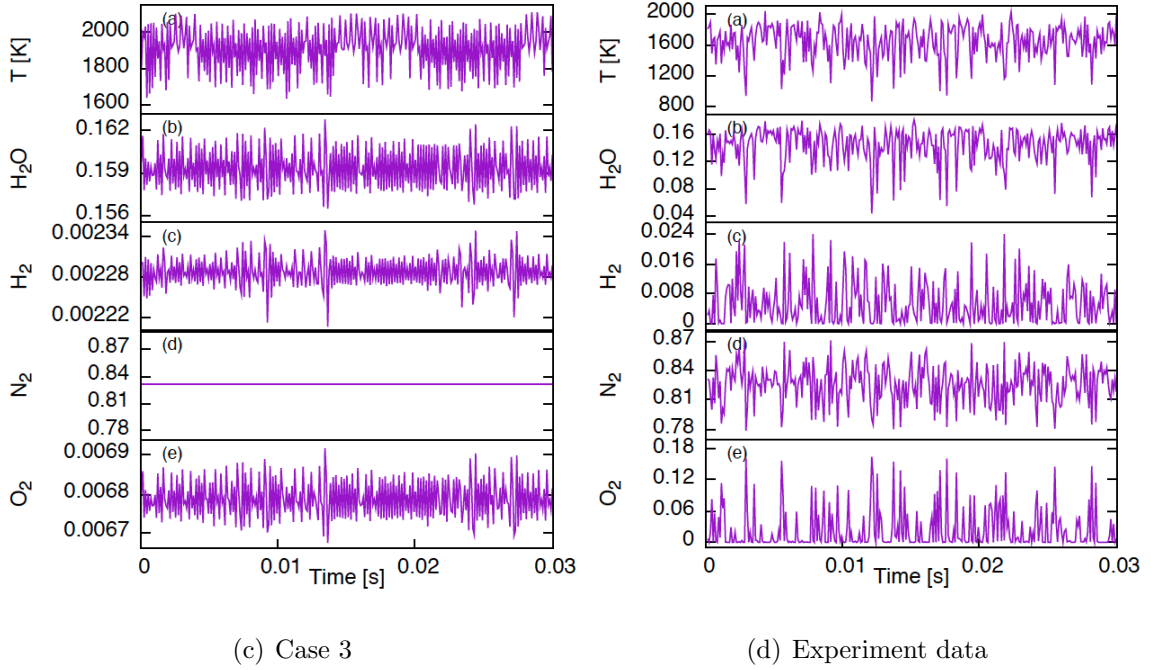 (a)
2000
1800
1600
T [K]
(b)
0.162
0.159
0.156
H₂O
(c)
0.00234
0.00228
0.00222
H₂
(d)
0.87
0.84
0.81
0.78
N₂
(e)
0.0069
0.0068
0.0067
O₂
0 0.01 0.02 0.03
Time [s]
(c) Case 3
(a)
2000
1600
1200
800
T [K]
(b)
0.16
0.12
0.08
0.04
H₂O
(c)
0.024
0.016
0.008
0
H₂
(d)
0.87
0.84
0.81
0.78
N₂
(e)
0.18
0.12
0.06
0
O₂
0 0.01 0.02 0.03
Time [s]
(d) Experiment data